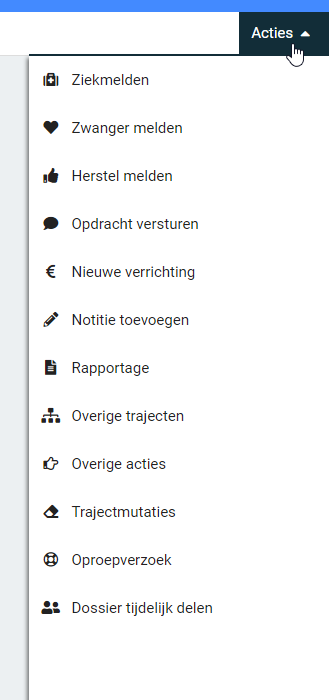 Acties
Ziekmelden
Zwanger melden
Herstel melden
Opdracht versturen
Nieuwe verrichting
Notitie toevoegen
Rapportage
Overige trajecten
Overige acties
Trajectmutaties
Oproepverzoek
Dossier tijdelijk delen